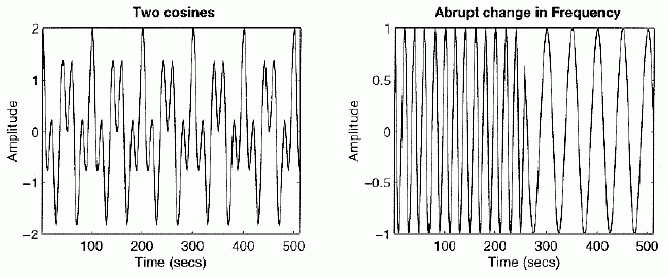 Two cosines
2
1
0
−1
−2
Amplitude
100 200 300 400 500
Time (secs)
Abrupt change in Frequency
1
0.5
0
−0.5
−1
Amplitude
100 200 300 400 500
Time (secs)